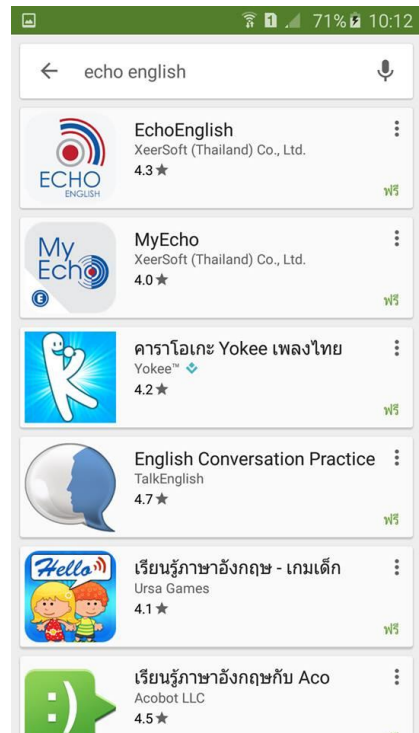 1 71% 10:12
echo english
EchoEnglish
XeerSoft (Thailand) Co., Ltd.
4.3★
ฟรี
ECHO
ENGLISH
MyEcho
XeerSoft (Thailand) Co., Ltd.
4.0★
ฟรี
My
Echo
E
คาราโอเกะ Yokee เพลงไทย
Yokee™
4.2★
ฟรี
English Conversation Practice
TalkEnglish
4.7★
ฟรี
Hello
เรียนรู้ภาษาอังกฤษ - เกมเด็ก
Ursa Games
4.1★
ฟรี
:)
เรียนรู้ภาษาอังกฤษกับ Aco
Acobot LLC
4.5★